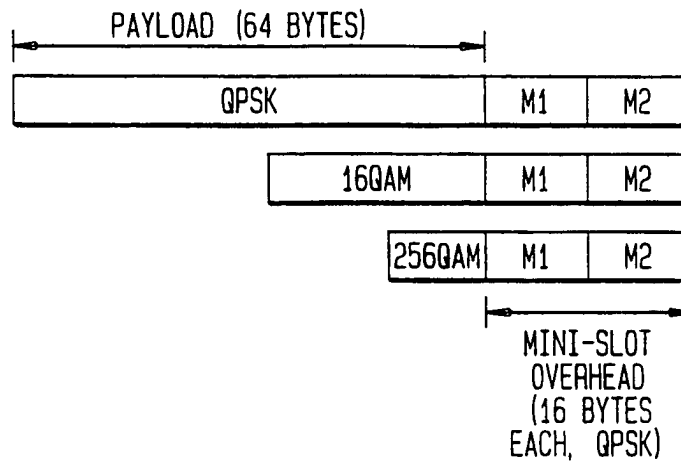 PAYLOAD (64 BYTES)
QPSK M1 M2
16QAM M1 M2
256QAM M1 M2
MINI-SLOT
OVERHEAD
(16 BYTES
EACH, QPSK)